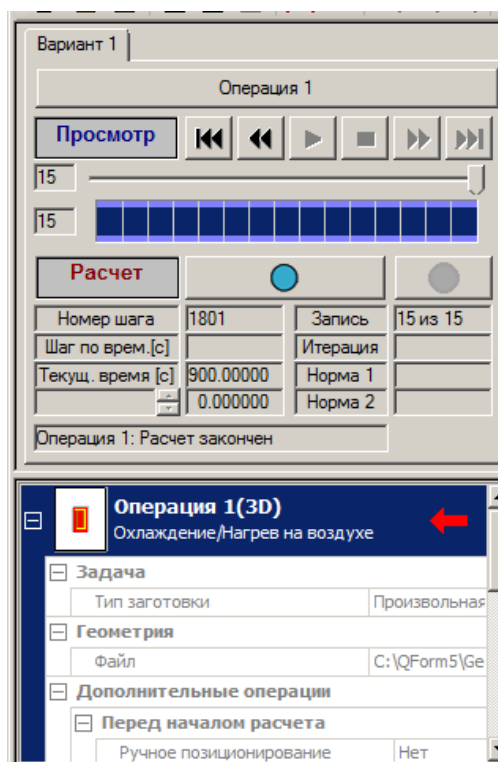 Вариант 1
Операция 1
Просмотр
15
15
Расчет
Номер шага 1801 Запись 15 из 15
Шаг по врем.[с] Итерация
Текущ. время [с] 900.00000 Норма 1
0.000000 Норма 2
Операция 1: Расчет закончен
Операция 1(3D)
Охлаждение/Нагрев на воздухе
Задача
Тип заготовки Произвольная
Геометрия
Файл C:\QForm5\Ge
Дополнительные операции
Перед началом расчета
Ручное позиционирование Нет